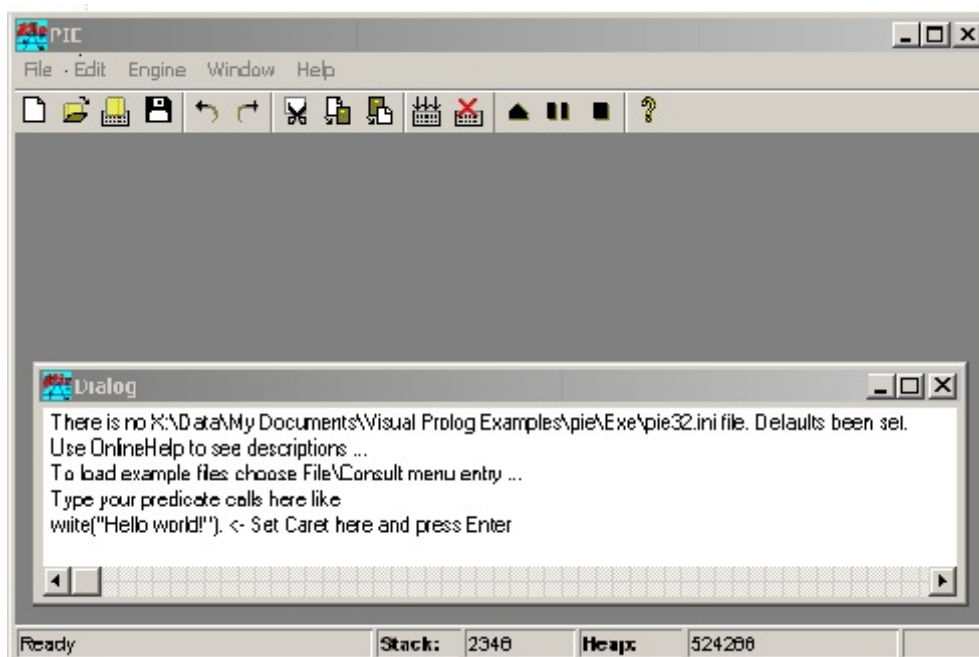 PIE
File Edit Engine Window Help
Dialog
There is no X:\Data\My Documents\Visual Prolog Examples\pie\Exe\pie32.ini file. Defaults been set.
Use OnlineHelp to see descriptions ...
To load example files choose File\Consult menu entry ...
Type your predicate calls here like
write("Hello world!"). <- Set Caret here and press Enter
Ready Stack: 2340 Heap: 524288